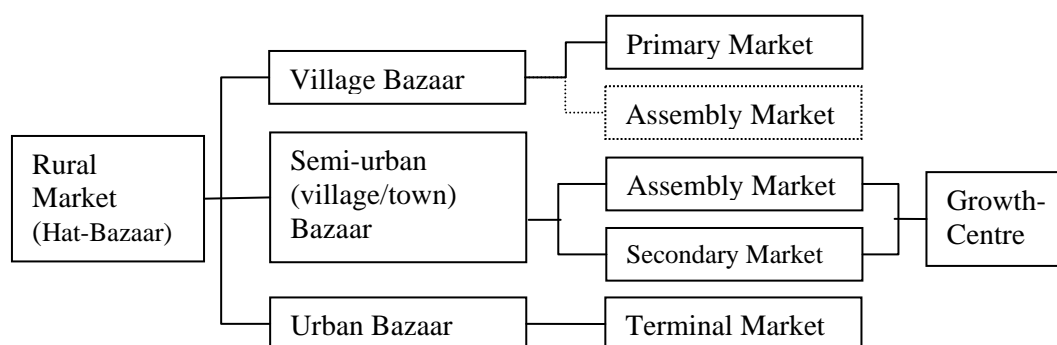 Rural
Market
(Hat-Bazaar)
Village Bazaar
Semi-urban
(village/town)
Bazaar
Urban Bazaar
Primary Market
Assembly Market
Assembly Market
Secondary Market
Terminal Market
Growth-
Centre